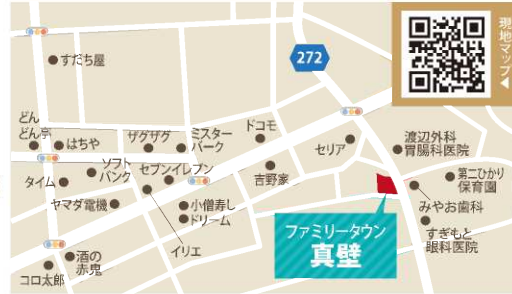 現地マップ▲
272
すだち屋
どん
どん亭
はちや
ザグザグ
ミスター
バーク
ドコモ
セリア
渡辺外科
胃腸科医院
ソフト
バンク
セブンイレブン
タイム
吉野家
第二ひかり
保育園
ヤマダ電機
小僧寿し
ドリーム
みやお歯科
イリエ
すぎもと
眼科医院
ファミリータウン
真壁
酒の
赤鬼
コロ太郎